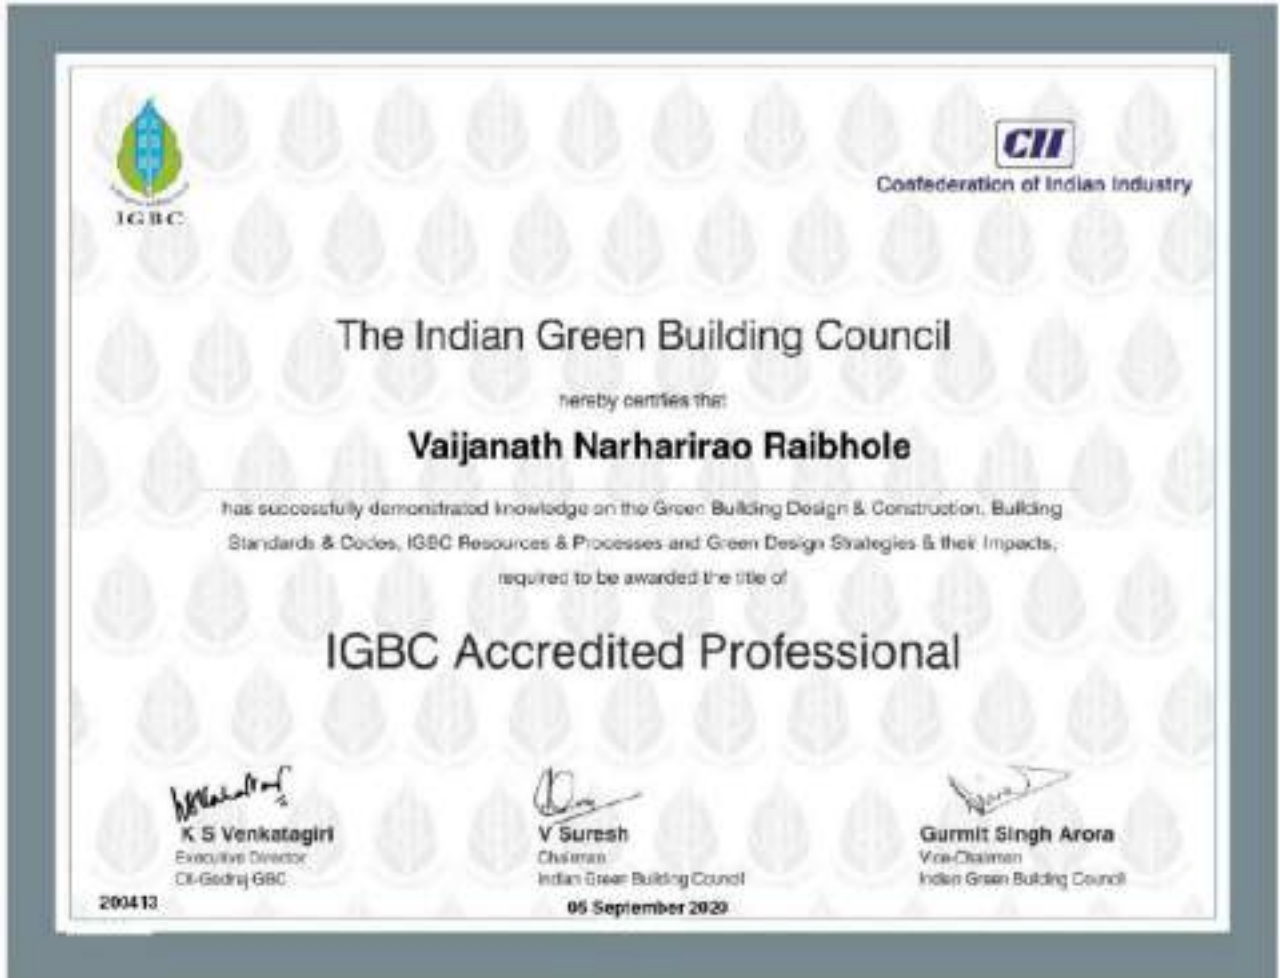 IGBC
CII
Confederation of Indian Industry
The Indian Green Building Council
hereby certifies that
Vaijanath Narharirao Raibhole
has successfully demonstrated knowledge on the Green Building Design & Construction, Building
Standards & Codes, IGBC Resources & Processes and Green Design Strategies & their Impacts,
required to be awarded the title of
IGBC Accredited Professional
K S Venkatagiri
V Suresh
Gurmit Singh Arora
Executive Director
Chairman
Vice-Chairman
CII-Godrej GBC
Indian Green Building Council
Indian Green Building Council
200413
05 September 2020